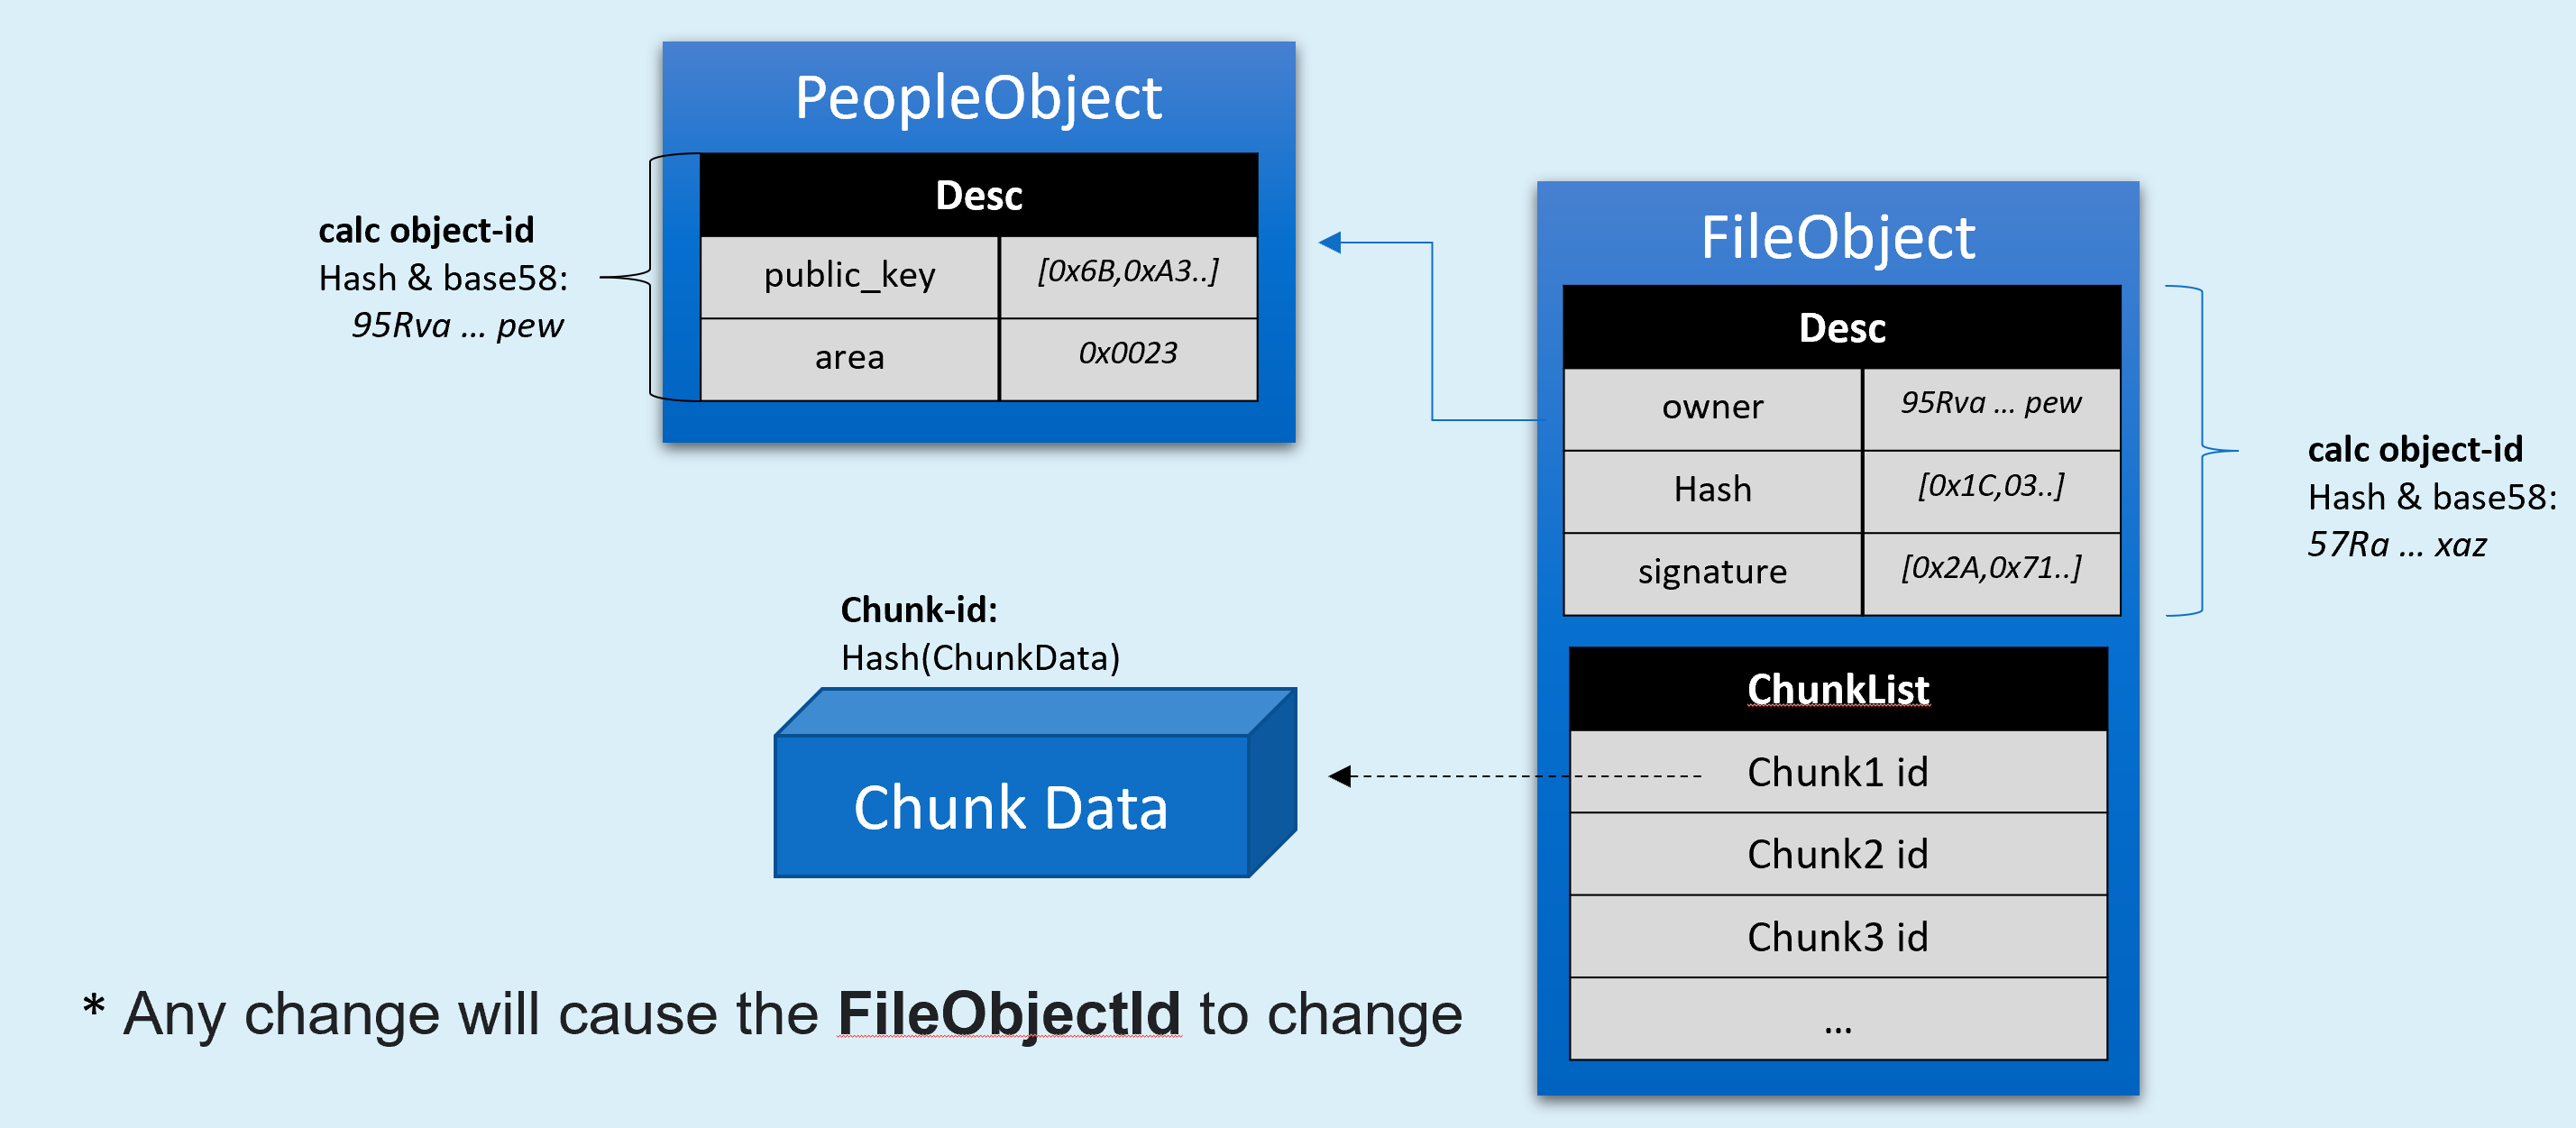 PeopleObject
Desc
public_key [0x6B,0xA3..]
area 0x0023
calc object-id
Hash & base58:
95Rva ... pew
FileObject
Desc
owner 95Rva ... pew
Hash [0x1C,03..]
signature [0x2A,0x71..]
calc object-id
Hash & base58:
57Ra ... xaz
ChunkList
Chunk1 id
Chunk2 id
Chunk3 id
...
Chunk-id:
Hash(ChunkData)
Chunk Data
* Any change will cause the FileObjectId to change